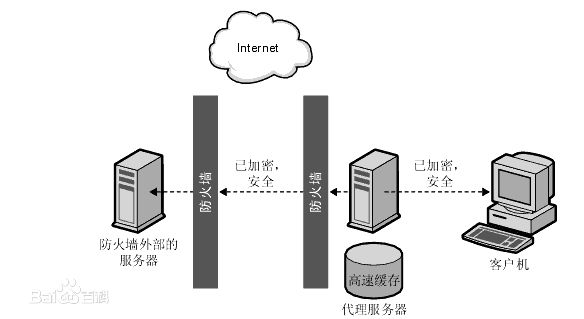 Internet
防火墙
防火墙
已加密,
安全
已加密,
安全
防火墙外部的
服务器
高速缓存
代理服务器
客户机
Bai百科